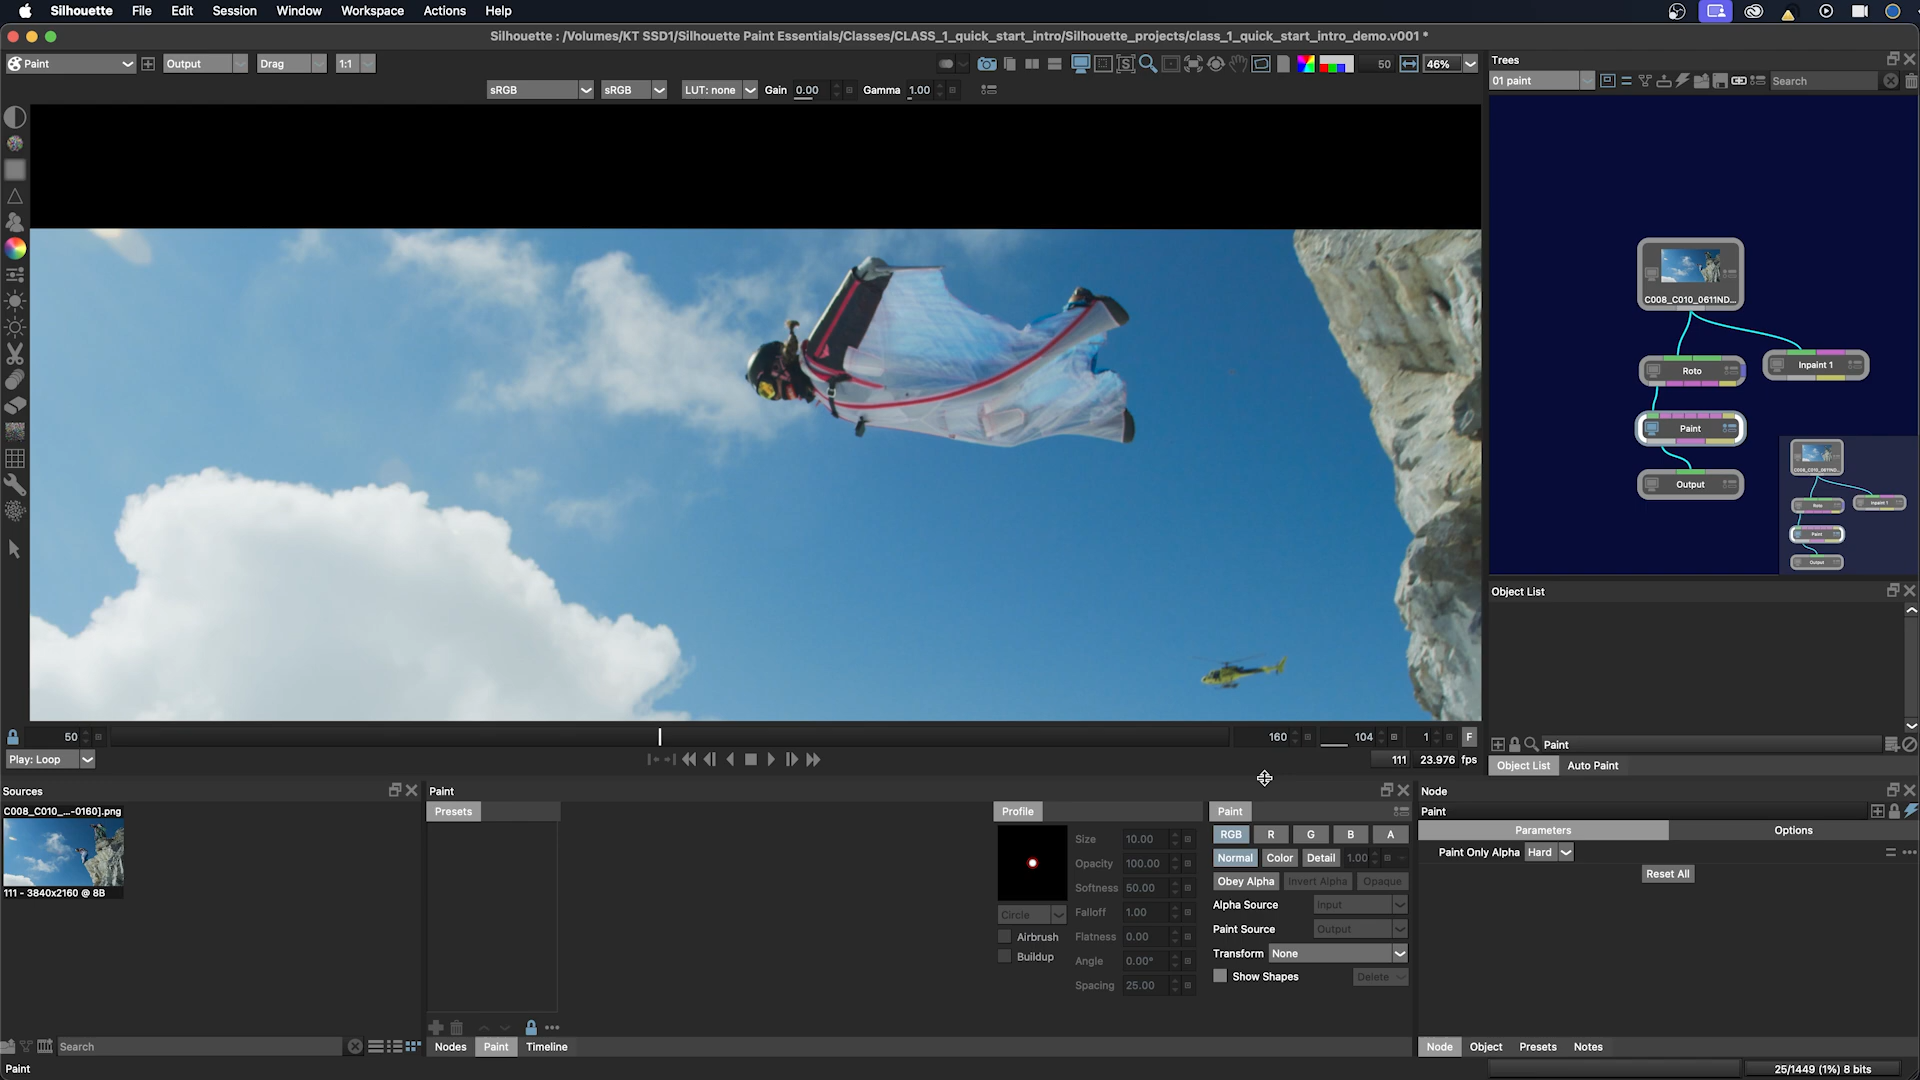 Silhouette File Edit Session Window Workspace Actions Help
Silhouette : /Volumes/KT SSD1/Silhouette Paint Essentials/Classes/CLASS_1_quick_start_intro/Silhouette_projects/class_1_quick_start_intro_demo.v001 *
Paint Output Drag 1:1 50 46%
sRGB sRGB LUT: none Gain 0.00 Gamma 1.00
Trees
01 paint Search
C008_C010_0611ND...
Roto Inpaint 1
Paint
Output
Object List
Paint
Object List Auto Paint
50 160 104 1 F
Play: Loop 111 23.976 fps
Sources
C008_C010_...-0160].png
111 - 3840x2160 @ 8B
Search
Paint
Presets
Nodes Paint Timeline
Profile
Circle
Airbrush
Buildup
Size 10.00
Opacity 100.00
Softness 50.00
Falloff 1.00
Flatness 0.00
Angle 0.00°
Spacing 25.00
Paint
RGB R G B A
Normal Color Detail 1.00
Obey Alpha Invert Alpha Opaque
Alpha Source Input
Paint Source Output
Transform None
Show Shapes Delete
Node
Paint
Parameters Options
Paint Only Alpha Hard
Reset All
Node Object Presets Notes
Paint
25/1449 (1%) 8 bits